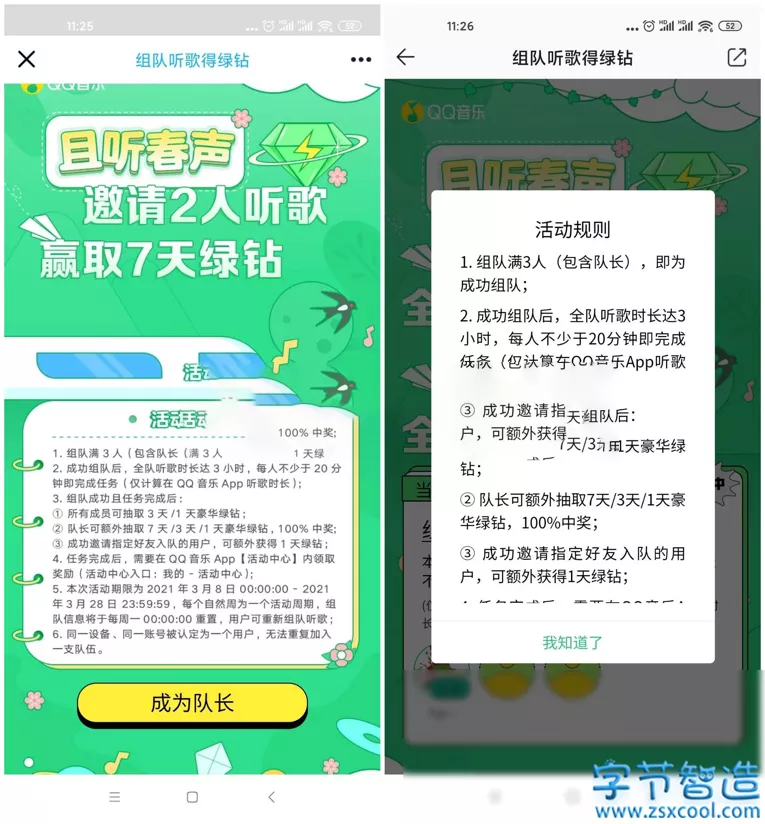 11:25
52
组队听歌得绿钻
QQ音乐
且听春声
邀请2人听歌
赢取7天绿钻
活动
活动活动
100% 中奖;
1. 组队满 3 人（包含队长（满 3 人
1 天绿
2. 成功组队后，全队听歌时长达 3 小时，每人不少于 20 分
钟即完成任务（仅计算在 QQ 音乐 App 听歌时长）;
3. 组队成功且任务完成后：
① 所有成员可抽取 3 天 /1 天豪华绿钻;
② 队长可额外抽取 7 天 /3 天 /1 天豪华绿钻，100% 中奖;
③ 成功邀请指定好友入队的用户，可额外获得 1 天绿钻;
4. 任务完成后，需要在 QQ 音乐 App【活动中心】内领取
奖励（活动中心入口：我的 - 活动中心）;
5. 本次活动期限为 2021 年 3 月 8 日 00:00:00 - 2021
年 3 月 28 日 23:59:59，每个自然周为一个活动周期，组
队信息将于每周一 00:00:00 重置，用户可重新组队听歌;
6. 同一设备、同一账号被认定为一个用户，无法重复加入
一支队伍。
成为队长
11:26
52
组队听歌得绿钻
QQ音乐
且听春声
活动规则
1. 组队满3人（包含队长），即为
成功组队；
2. 成功组队后，全队听歌时长达3
小时，每人不少于20分钟即完成
任务（仅计算在QQ音乐App听歌
③ 成功邀请指
天组队后：
户，可额外获得
7天/3
1天豪华绿
钻；
② 队长可额外抽取7天/3天/1天豪
华绿钻，100%中奖；
③ 成功邀请指定好友入队的用
户，可额外获得1天绿钻；
4. 任务完成后，需要在QQ音乐
我知道了
字节智造
www.zsxcool.com